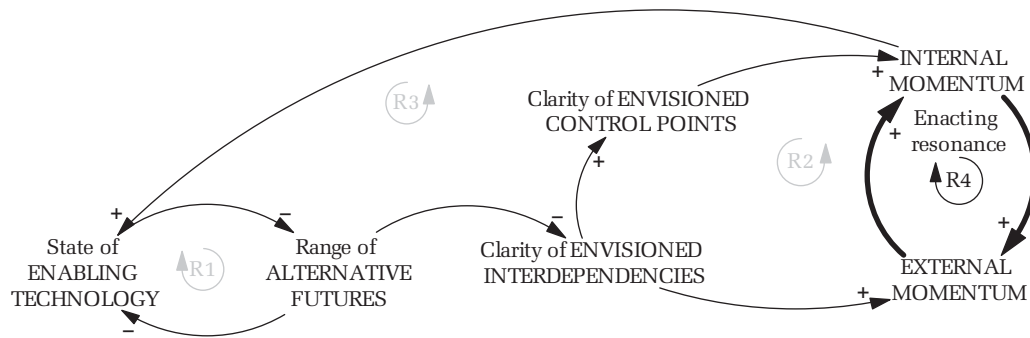 INTERNAL
MOMENTUM
+
R3
Clarity of ENVISIONED
CONTROL POINTS
Enacting
resonance
+
R2
+
R4
+
+
−
−
+
State of
ENABLING
TECHNOLOGY
R1
Range of
ALTERNATIVE
FUTURES
Clarity of ENVISIONED
INTERDEPENDENCIES
EXTERNAL
MOMENTUM
+
−